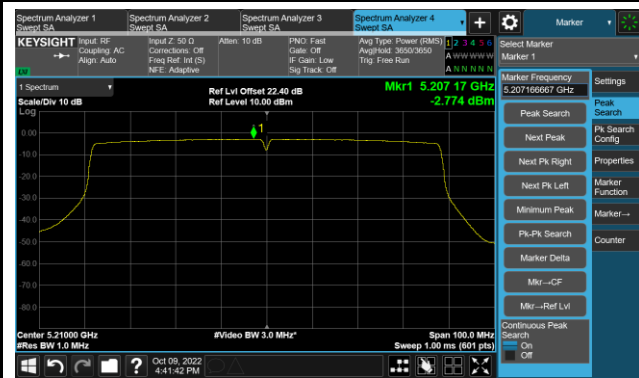 Spectrum Analyzer 1
Swept SA
Spectrum Analyzer 2
Swept SA
Spectrum Analyzer 3
Swept SA
Spectrum Analyzer 4
Swept SA
+
Marker
KEYSIGHT
Input: RF
Coupling: AC
Align: Auto
Input Z: 50 Ω
Corrections: Off
Freq Ref: Int (S)
NFE: Adaptive
Atten: 10 dB
PNO: Fast
Gate: Off
IF Gain: Low
Sig Track: Off
Avg Type: Power (RMS)
Avg|Hold: 3650/3650
Trig: Free Run
1 2 3 4 5 6
A W W W W W
A N N N N N
LXI
Select Marker
Marker 1
1 Spectrum
Scale/Div 10 dB
Log
Ref Lvl Offset 22.40 dB
Ref Level 10.00 dBm
Mkr1 5.207 17 GHz
-2.774 dBm
0.00
-10.0
-20.0
-30.0
-40.0
-50.0
-60.0
-70.0
-80.0
1
Center 5.21000 GHz
#Res BW 1.0 MHz
#Video BW 3.0 MHz*
Span 100.0 MHz
Sweep 1.00 ms (601 pts)
Marker Frequency
5.207166667 GHz
Peak Search
Next Peak
Next Pk Right
Next Pk Left
Minimum Peak
Pk-Pk Search
Marker Delta
Mkr→CF
Mkr→Ref Lvl
Continuous Peak
Search
On
Off
Settings
Peak
Search
Pk Search
Config
Properties
Marker
Function
Marker→
Counter
?
Oct 09, 2022
4:41:42 PM